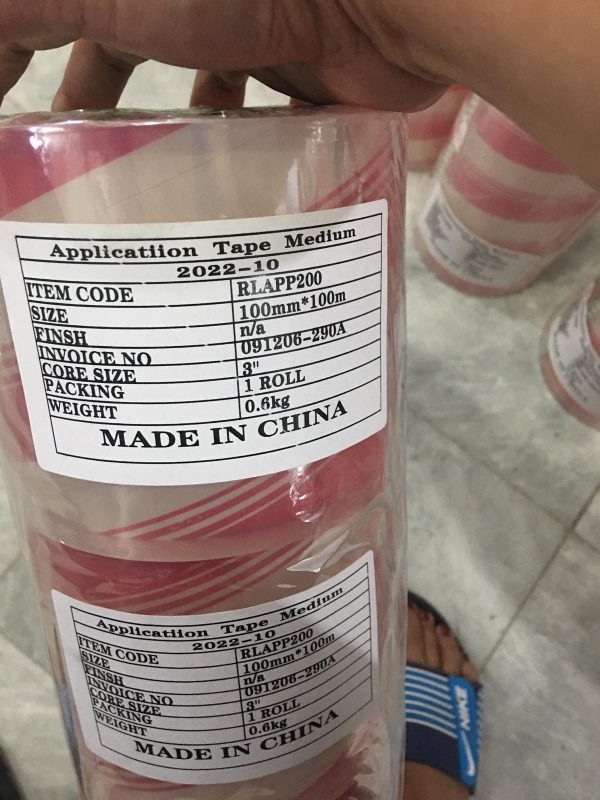 Applicatiion Tape Medium
2022-10
ITEM CODE RLAPP200
SIZE 100mm*100m
FINSH n/a
INVOICE NO 091206-290A
CORE SIZE 3"
PACKING 1 ROLL
WEIGHT 0.6kg
MADE IN CHINA
Applicatiion Tape Medium
2022-10
ITEM CODE RLAPP200
SIZE 100mm*100m
FINSH n/a
INVOICE NO 091206-290A
CORE SIZE 3"
PACKING 1 ROLL
WEIGHT 0.6kg
MADE IN CHINA
NIKE